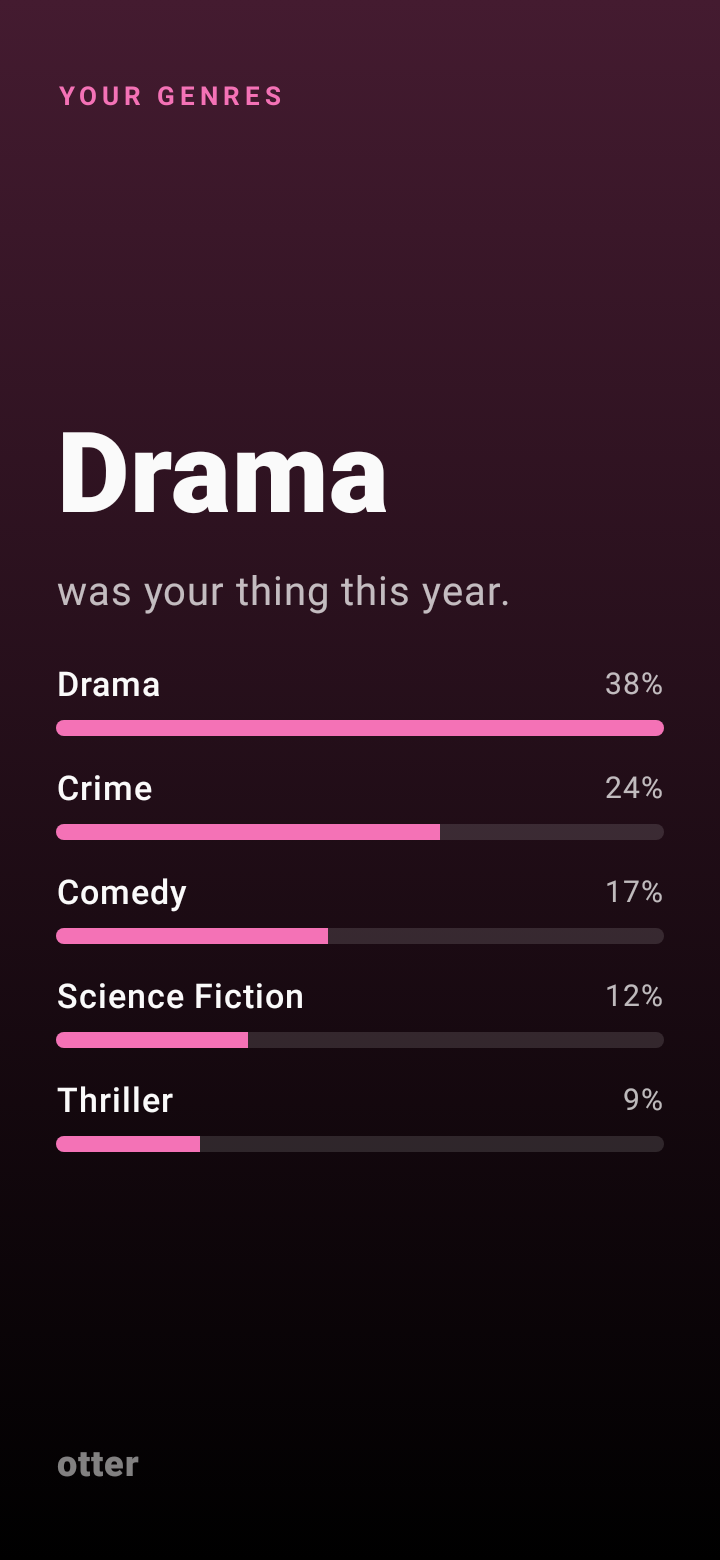 YOUR GENRES
Drama
was your thing this year.
Drama 38%
Crime 24%
Comedy 17%
Science Fiction 12%
Thriller 9%
otter